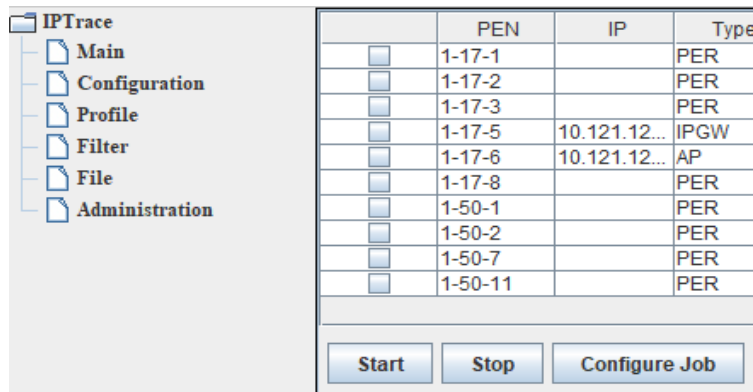 IPTrace
Main
Configuration
Profile
Filter
File
Administration
PEN IP Type
1-17-1 PER
1-17-2 PER
1-17-3 PER
1-17-5 10.121.12... IPGW
1-17-6 10.121.12... AP
1-17-8 PER
1-50-1 PER
1-50-2 PER
1-50-7 PER
1-50-11 PER
Start Stop Configure Job